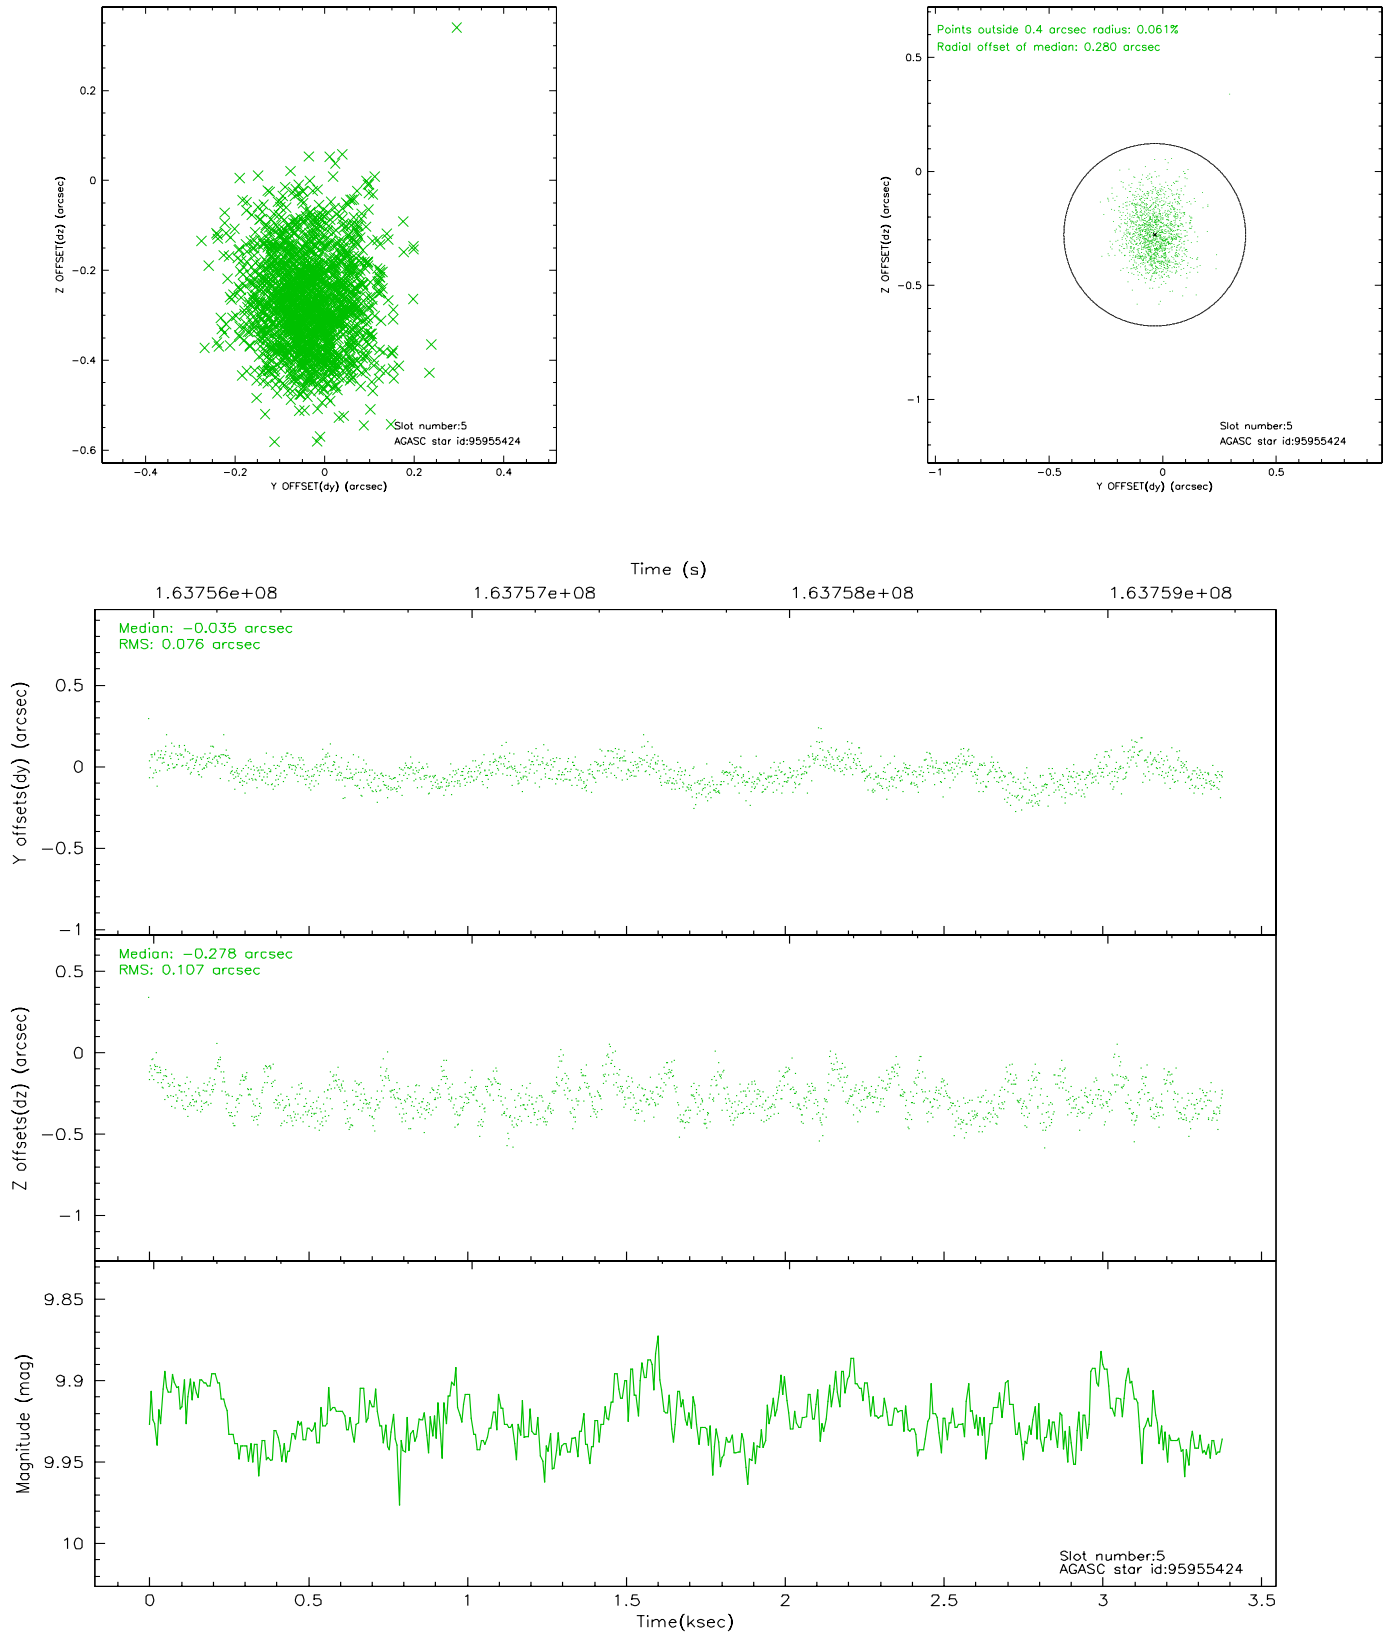 0.2
0
−0.2
−0.4
−0.6
Z OFFSET(dz) (arcsec)
−0.4 −0.2 0 0.2 0.4
Y OFFSET(dy) (arcsec)
Slot number:5
AGASC star id:95955424
Points outside 0.4 arcsec radius: 0.061%
Radial offset of median: 0.280 arcsec
0.5
0
−0.5
−1
Z OFFSET(dz) (arcsec)
−1 −0.5 0 0.5
Y OFFSET(dy) (arcsec)
Slot number:5
AGASC star id:95955424
Time (s)
1.63756e+08 1.63757e+08 1.63758e+08 1.63759e+08
Median: −0.035 arcsec
RMS: 0.076 arcsec
0.5
0
−0.5
−1
Y offsets(dy) (arcsec)
Median: −0.278 arcsec
RMS: 0.107 arcsec
0.5
0
−0.5
−1
Z offsets(dz) (arcsec)
9.85
9.9
9.95
10
Magnitude (mag)
Slot number:5
AGASC star id:95955424
0 0.5 1 1.5 2 2.5 3 3.5
Time(ksec)